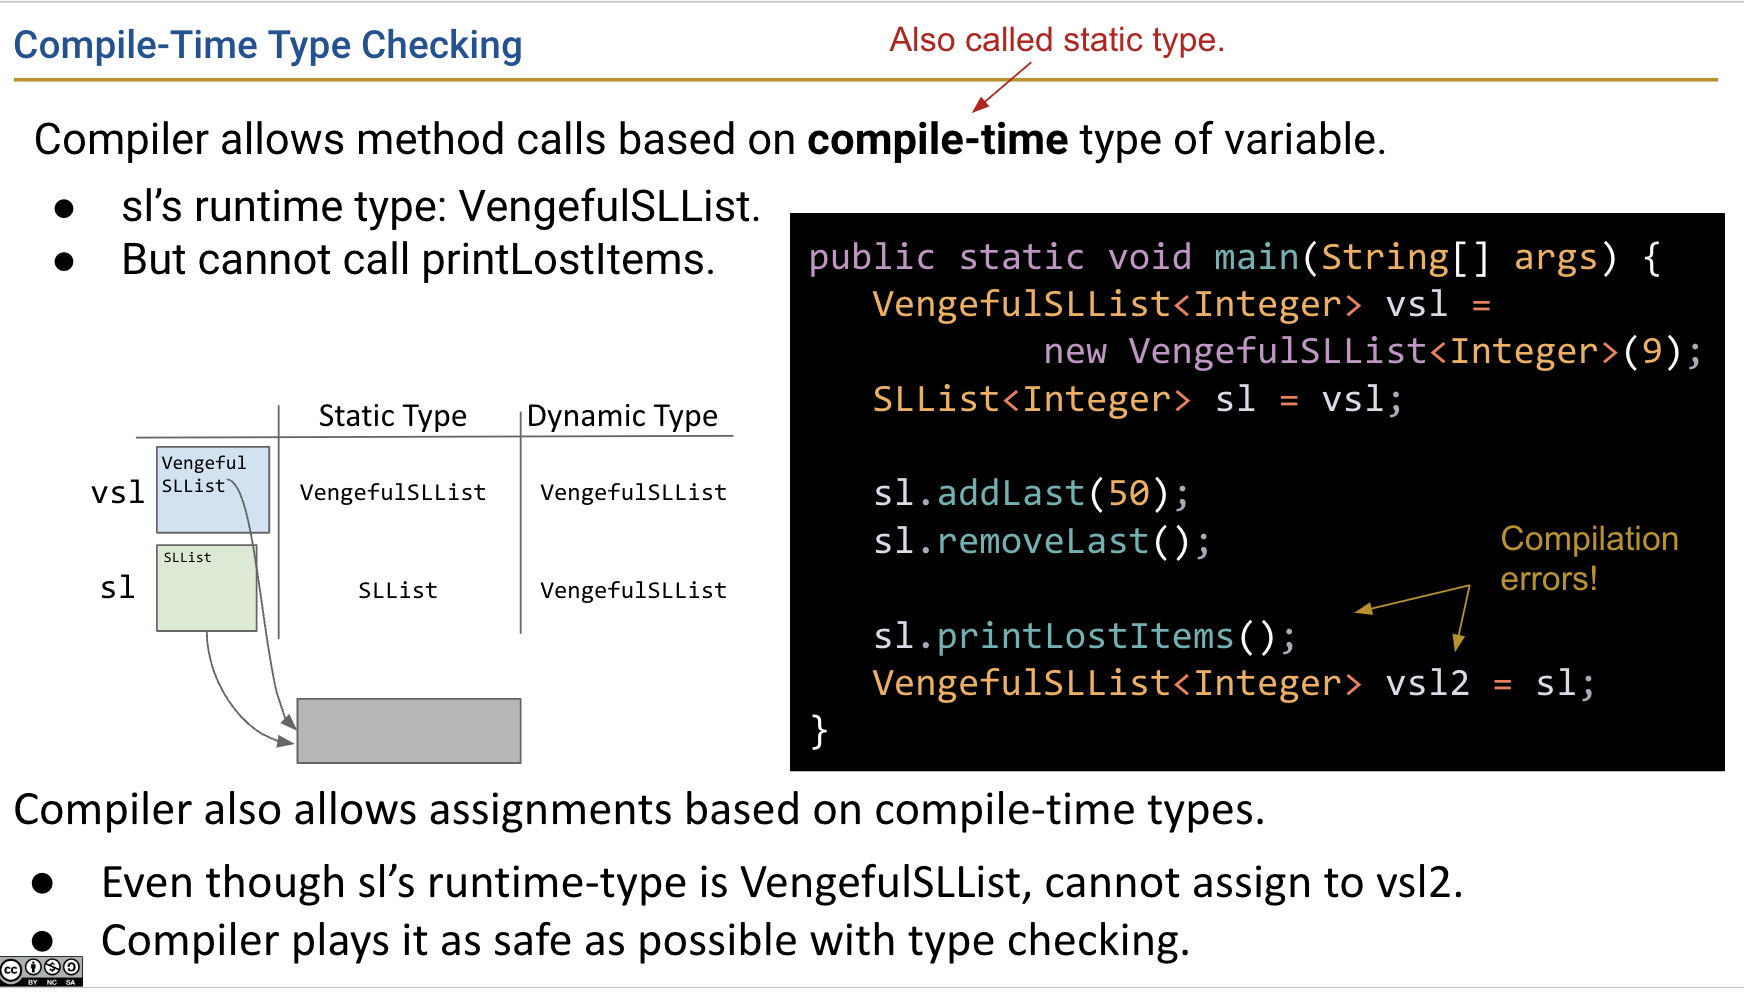 Compile-Time Type Checking
Also called static type.
Compiler allows method calls based on compile-time type of variable.
● sl’s runtime type: VengefulSLList.
● But cannot call printLostItems.
public static void main(String[] args) {
VengefulSLList<Integer> vsl =
new VengefulSLList<Integer>(9);
SLList<Integer> sl = vsl;
sl.addLast(50);
sl.removeLast();
sl.printLostItems();
VengefulSLList<Integer> vsl2 = sl;
}
Compilation
errors!
Static Type Dynamic Type
vsl
Vengeful
SLList
VengefulSLList VengefulSLList
sl
SLList
SLList VengefulSLList
Compiler also allows assignments based on compile-time types.
● Even though sl’s runtime-type is VengefulSLList, cannot assign to vsl2.
● Compiler plays it as safe as possible with type checking.
cc
BY NC SA